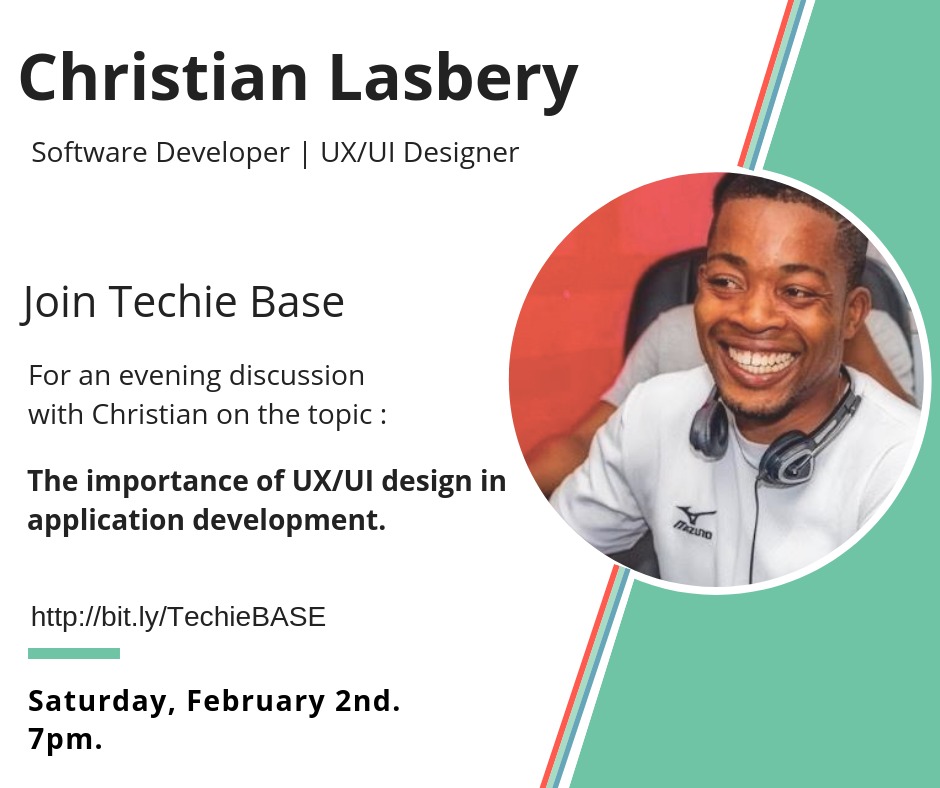 Christian Lasbery
Software Developer | UX/UI Designer
Join Techie Base
For an evening discussion
with Christian on the topic :
The importance of UX/UI design in
application development.
MIZUNO
http://bit.ly/TechieBASE
Saturday, February 2nd.
7pm.